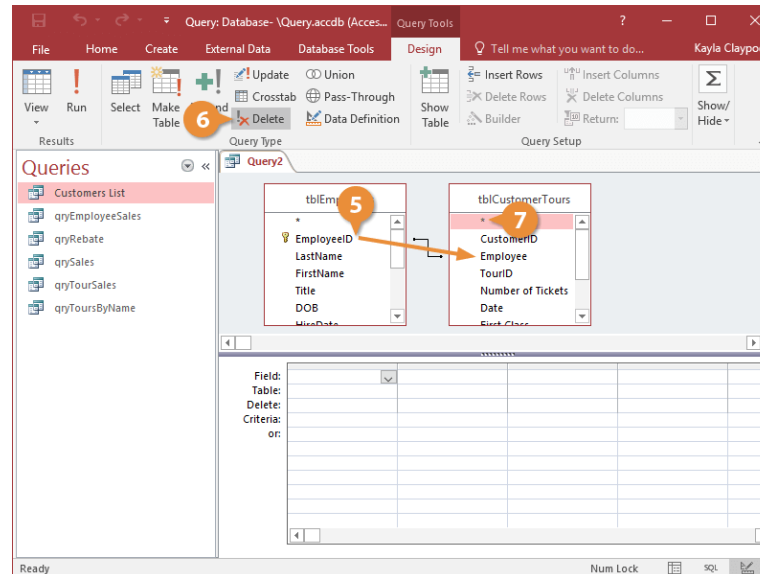 Query: Database- \Query.accdb (Acces...
Query Tools
?
File Home Create External Data Database Tools Design Tell me what you want to do... Kayla Claypo
View
Run
Select
Make Table
nd
6
Update
Crosstab
Delete
Union
Pass-Through
Data Definition
Show Table
Insert Rows
Delete Rows
Builder
Insert Columns
Delete Columns
Return:
Show/
Hide
Results Query Type Query Setup
Queries
Query2
Customers List
qryEmployeeSales
qryRebate
qrySales
qryTourSales
qryToursByName
tblEmp
5
*
EmployeeID
LastName
FirstName
Title
DOB
HireDate
tblCustomerTours
*
7
CustomerID
Employee
TourID
Number of Tickets
Date
First Class
Field:
Table:
Delete:
Criteria:
or:
Ready Num Lock SQL